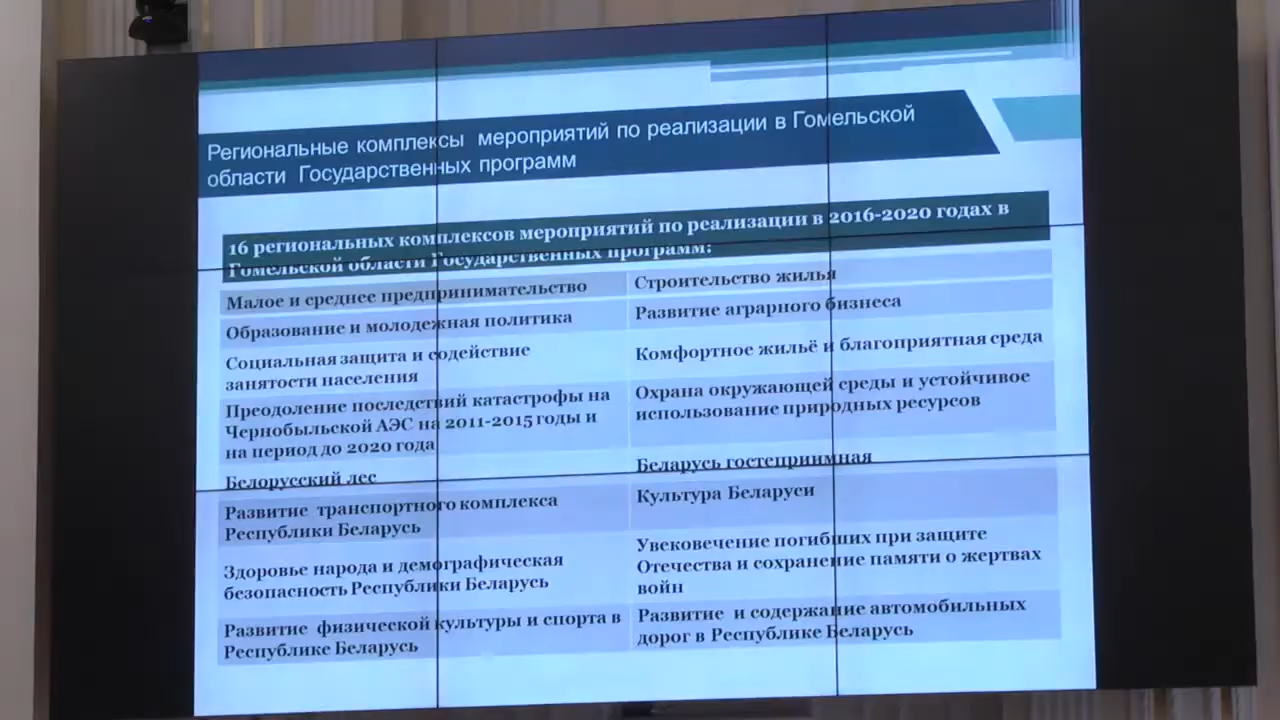 Региональные комплексы мероприятий по реализации в Гомельской
области Государственных программ
16 региональных комплексов мероприятий по реализации в 2016-2020 годах в
Гомельской области Государственных программ:
Малое и среднее предпринимательство
Строительство жилья
Образование и молодежная политика
Развитие аграрного бизнеса
Социальная защита и содействие
занятости населения
Комфортное жильё и благоприятная среда
Преодоление последствий катастрофы на
Чернобыльской АЭС на 2011-2015 годы и
на период до 2020 года
Охрана окружающей среды и устойчивое
использование природных ресурсов
Белорусский лес
Беларусь гостеприимная
Развитие транспортного комплекса
Республики Беларусь
Культура Беларуси
Здоровье народа и демографическая
безопасность Республики Беларусь
Увековечение погибших при защите
Отечества и сохранение памяти о жертвах
войн
Развитие физической культуры и спорта в
Республике Беларусь
Развитие и содержание автомобильных
дорог в Республике Беларусь